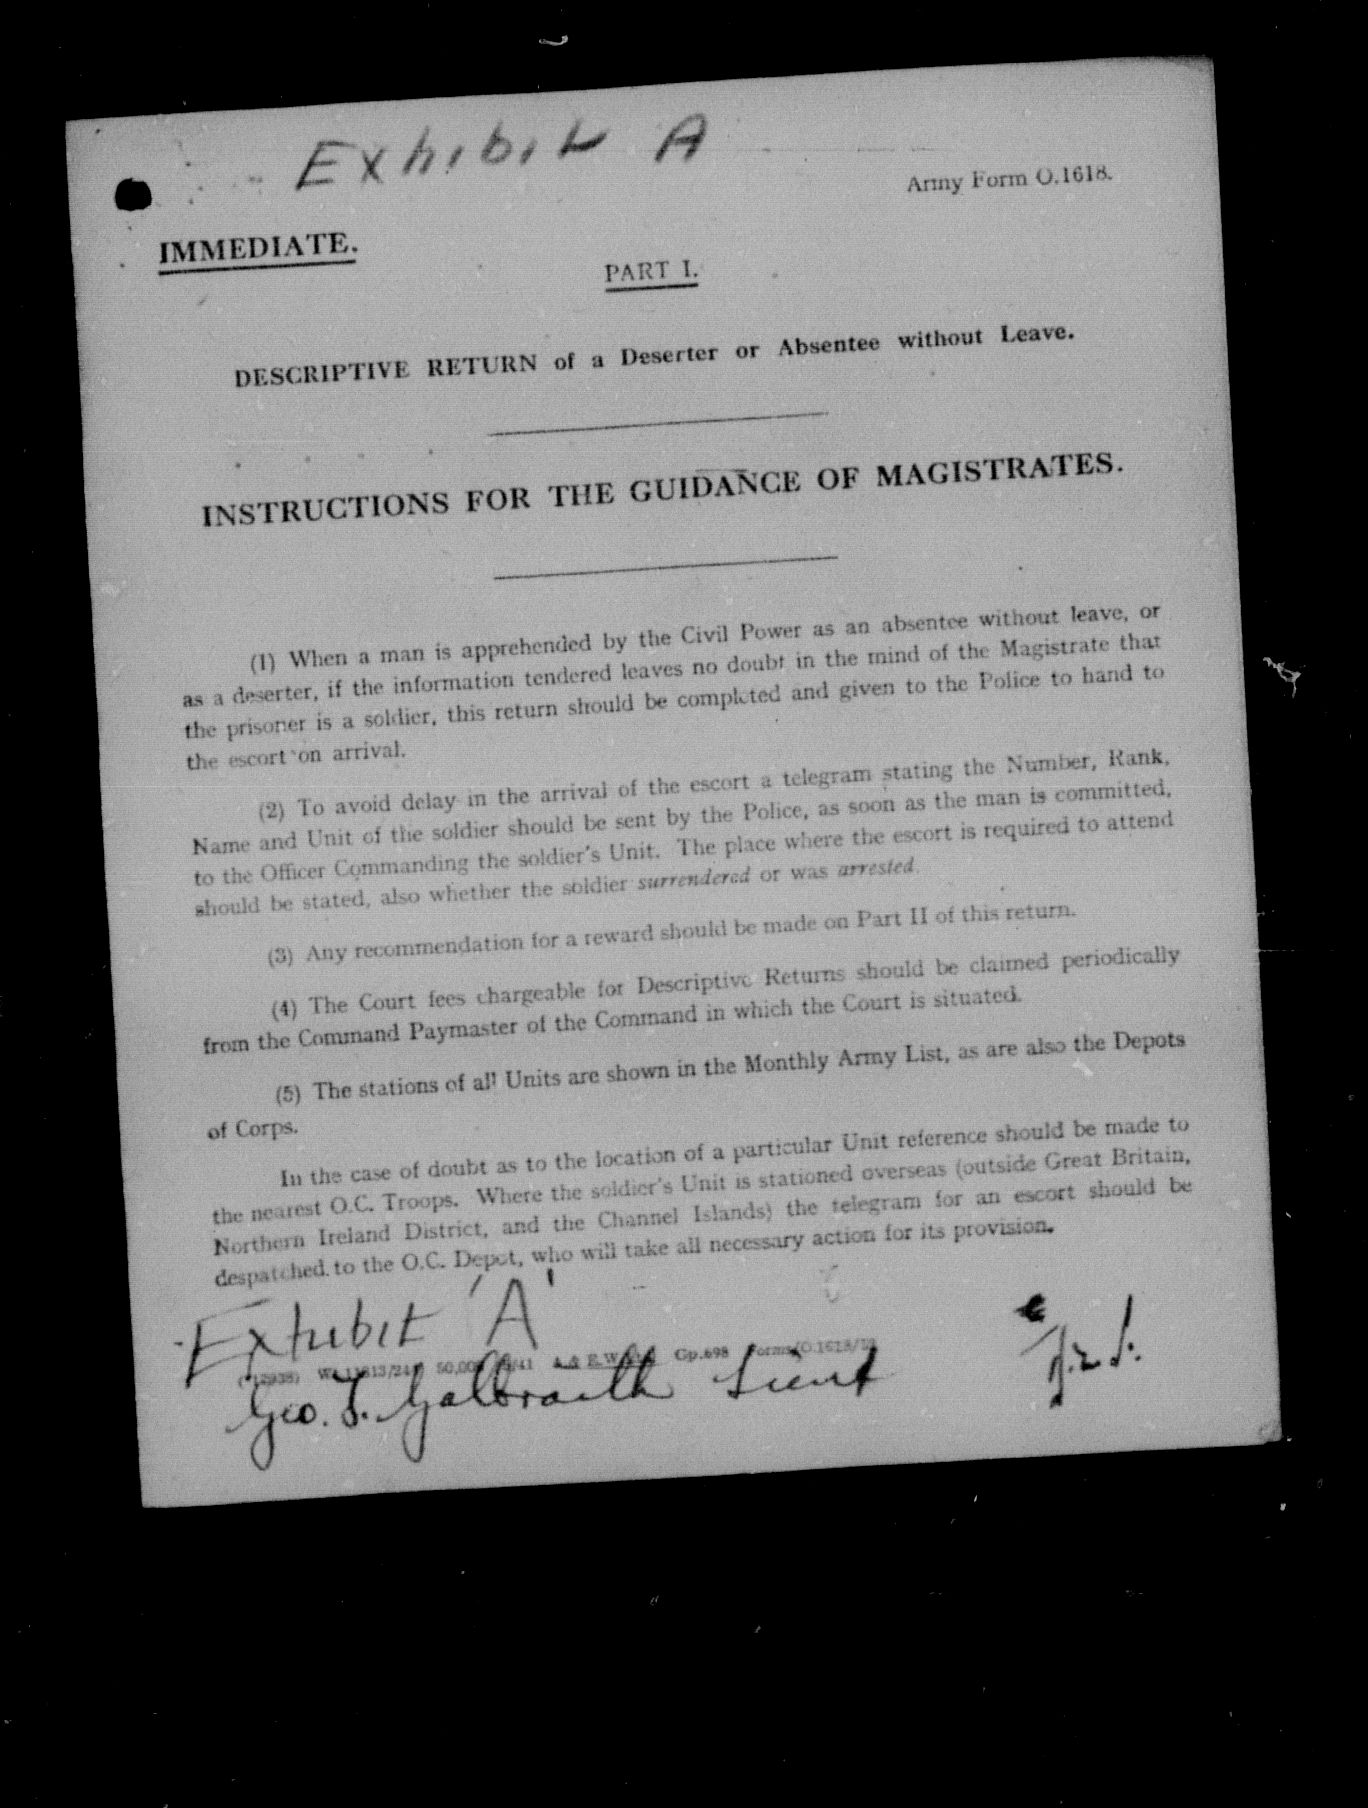 Exhibit A
Army Form O.1618.
IMMEDIATE.
PART I.
DESCRIPTIVE RETURN of a Deserter or Absentee without Leave.
INSTRUCTIONS FOR THE GUIDANCE OF MAGISTRATES.
(1) When a man is apprehended by the Civil Power as an absentee without leave, or
as a deserter, if the information tendered leaves no doubt in the mind of the Magistrate that
the prisoner is a soldier, this return should be completed and given to the Police to hand to
the escort on arrival.
(2) To avoid delay in the arrival of the escort a telegram stating the Number, Rank,
Name and Unit of the soldier should be sent by the Police, as soon as the man is committed,
to the Officer Commanding the soldier's Unit. The place where the escort is required to attend
should be stated, also whether the soldier surrendered or was arrested.
(3) Any recommendation for a reward should be made on Part II of this return.
(4) The Court fees chargeable for Descriptive Returns should be claimed periodically
from the Command Paymaster of the Command in which the Court is situated.
(5) The stations of all Units are shown in the Monthly Army List, as are also the Depots
of Corps.
In the case of doubt as to the location of a particular Unit reference should be made to
the nearest O.C. Troops. Where the soldier's Unit is stationed overseas (outside Great Britain,
Northern Ireland District, and the Channel Islands) the telegram for an escort should be
despatched to the O.C. Depot, who will take all necessary action for its provision.
Exhibit 'A'
Gp.698 Forms/O.1618/
Geo. T. Galbraith Lieut